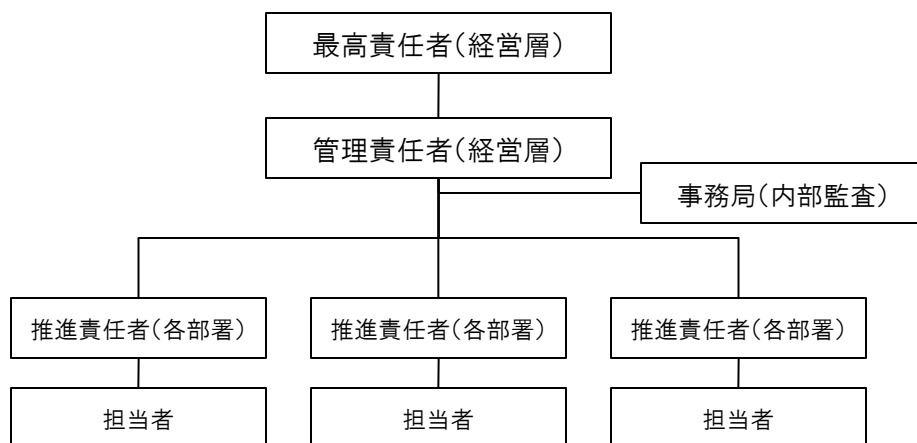 最高責任者（経営層）
管理責任者（経営層）
事務局（内部監査）
推進責任者（各部署）
推進責任者（各部署）
推進責任者（各部署）
担当者
担当者
担当者